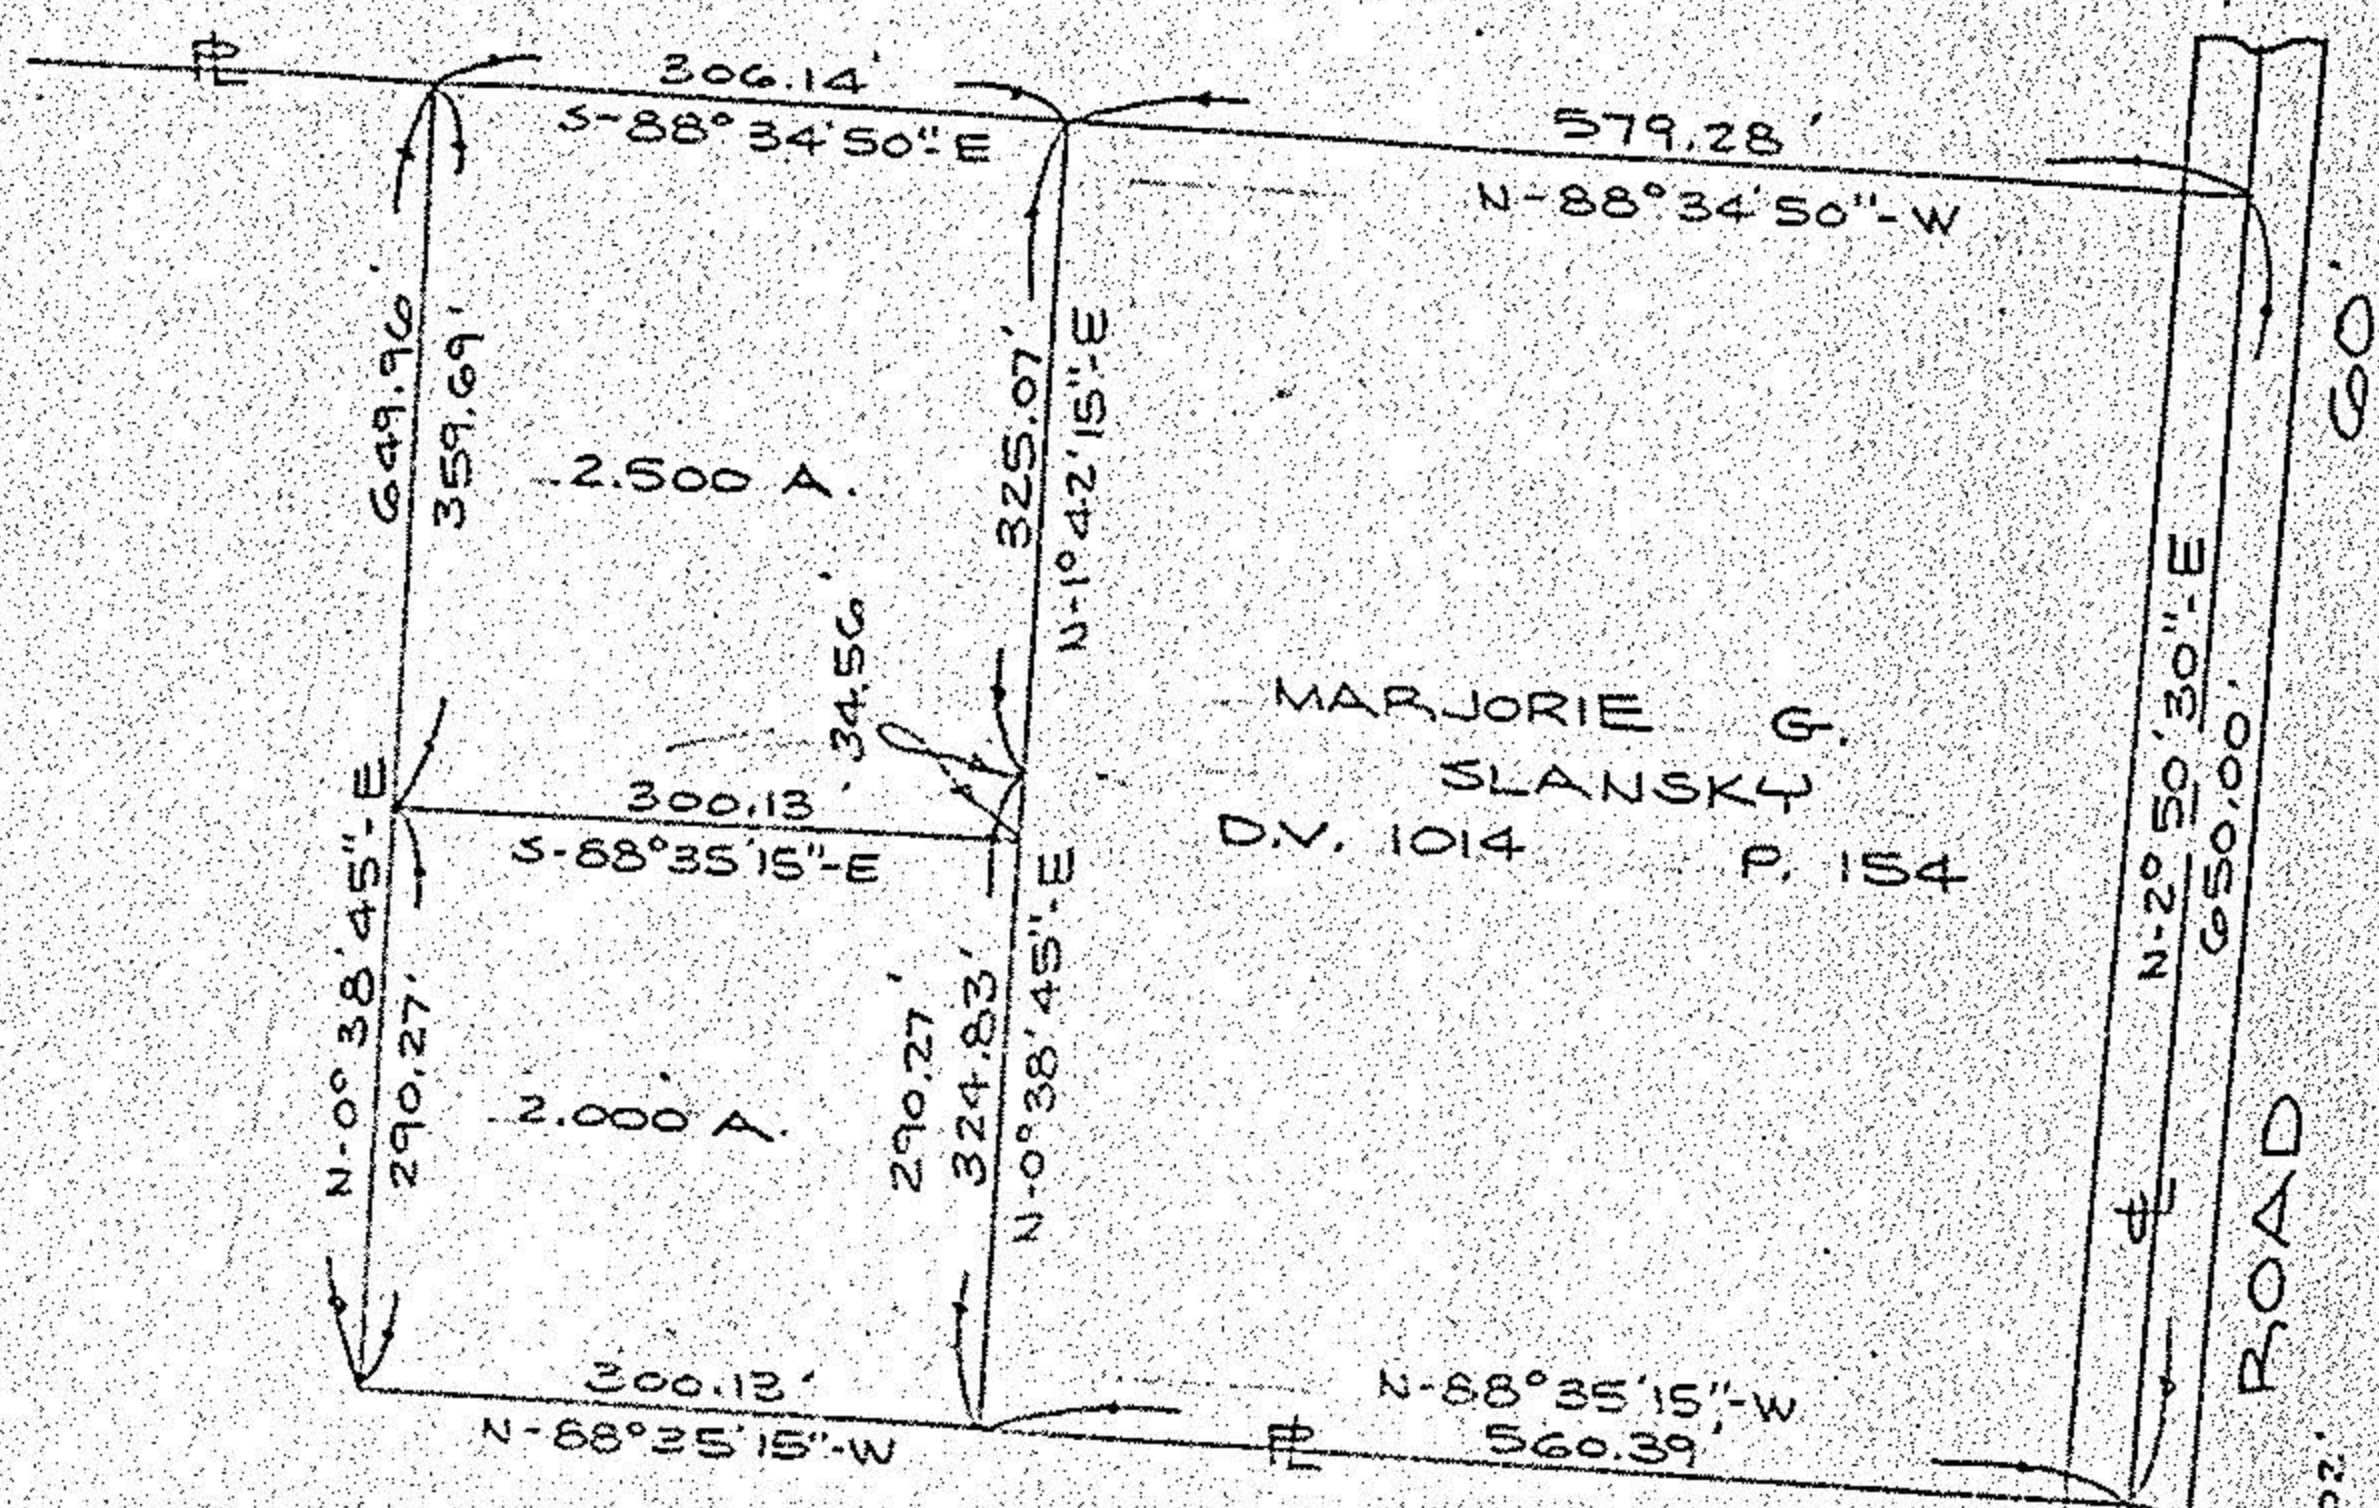 PL
306.14'
S-88°34'50"-E
579.28'
N-88°34'50"-W
60'
649.96'
359.69'
325.07'
N-1°42'15"-E
2.500 A.
34.56'
N-2°50'30"-E
650.00'
MARJORIE G.
SLANSKY
D.V. 1014 P. 154
300.13'
S-88°35'15"-E
N-0°38'45"-E
290.27'
2.000 A.
290.27'
324.83'
N-0°38'45"-E
CL
ROAD
300.13'
N-88°35'15"-W
PL
N-88°35'15"-W
560.39'